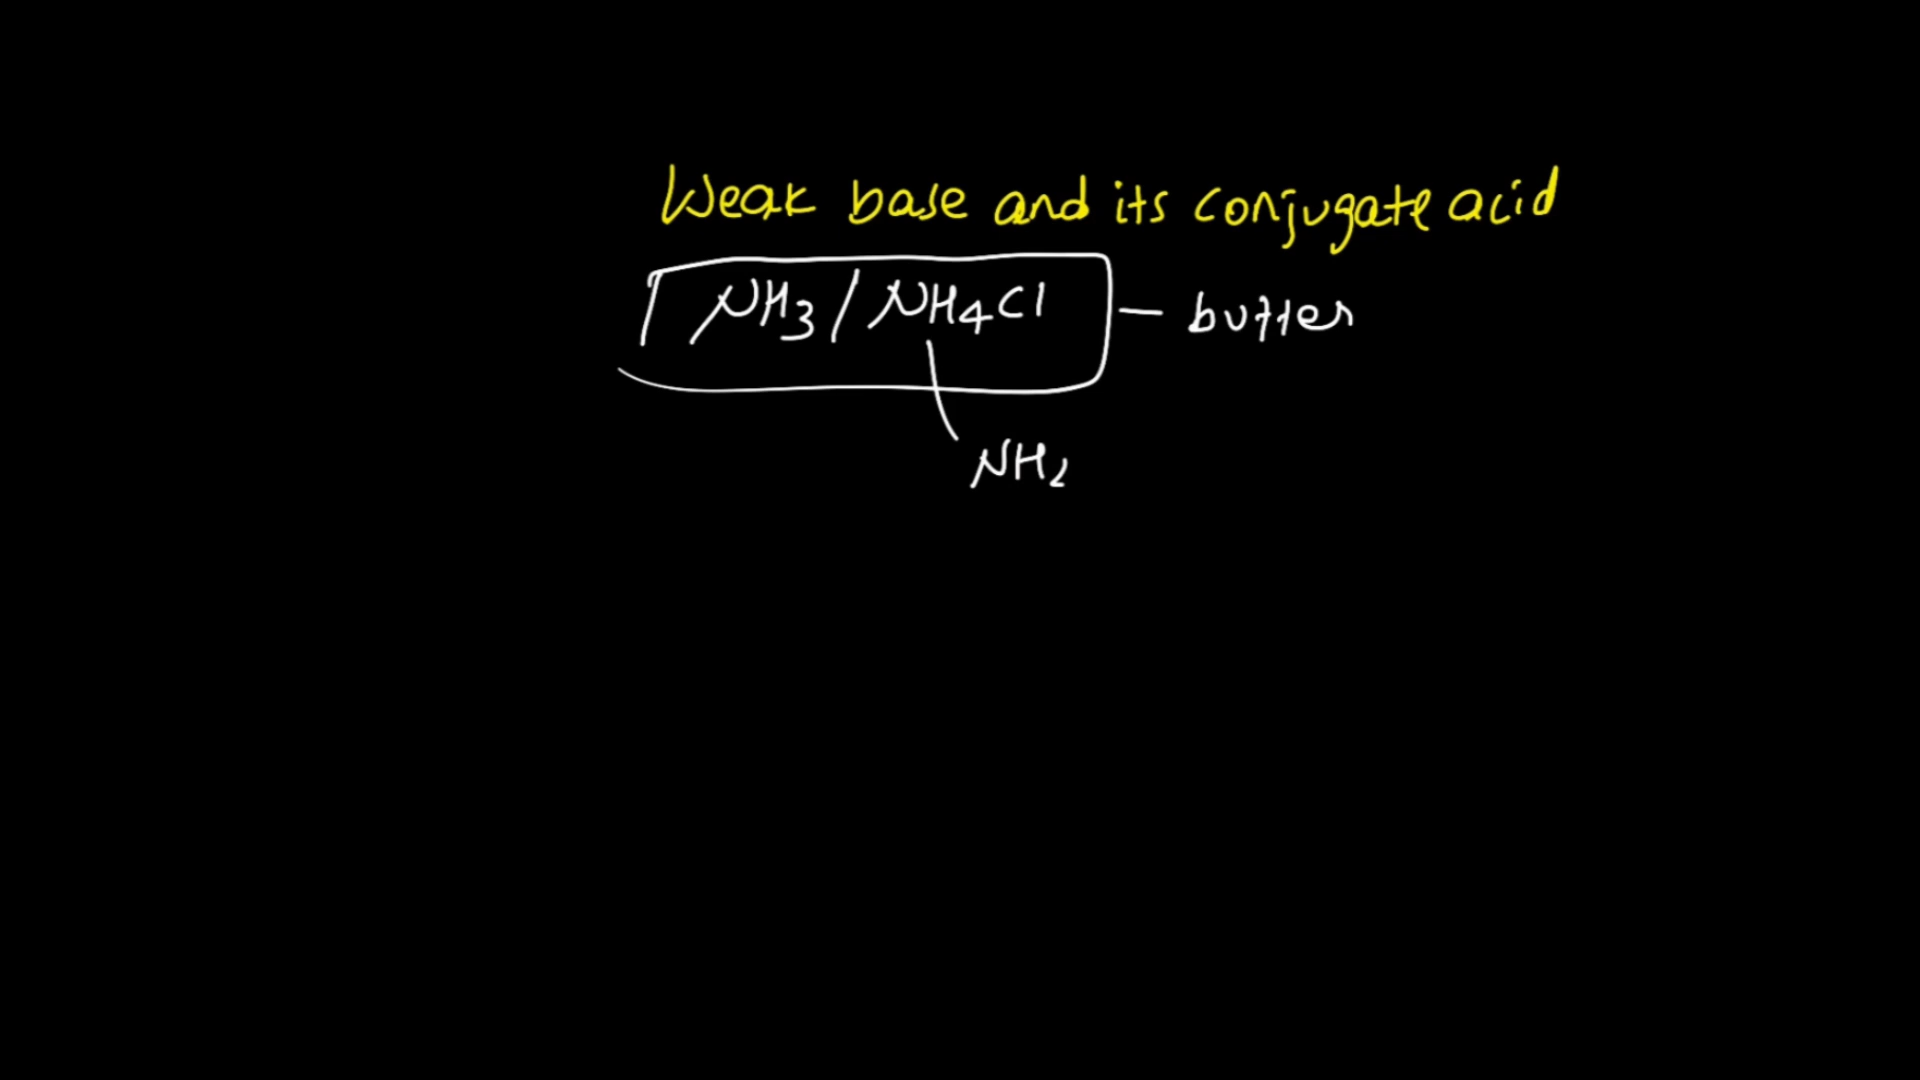 Weak base and its conjugate acid
NH3/NH4Cl — buffer
NH2